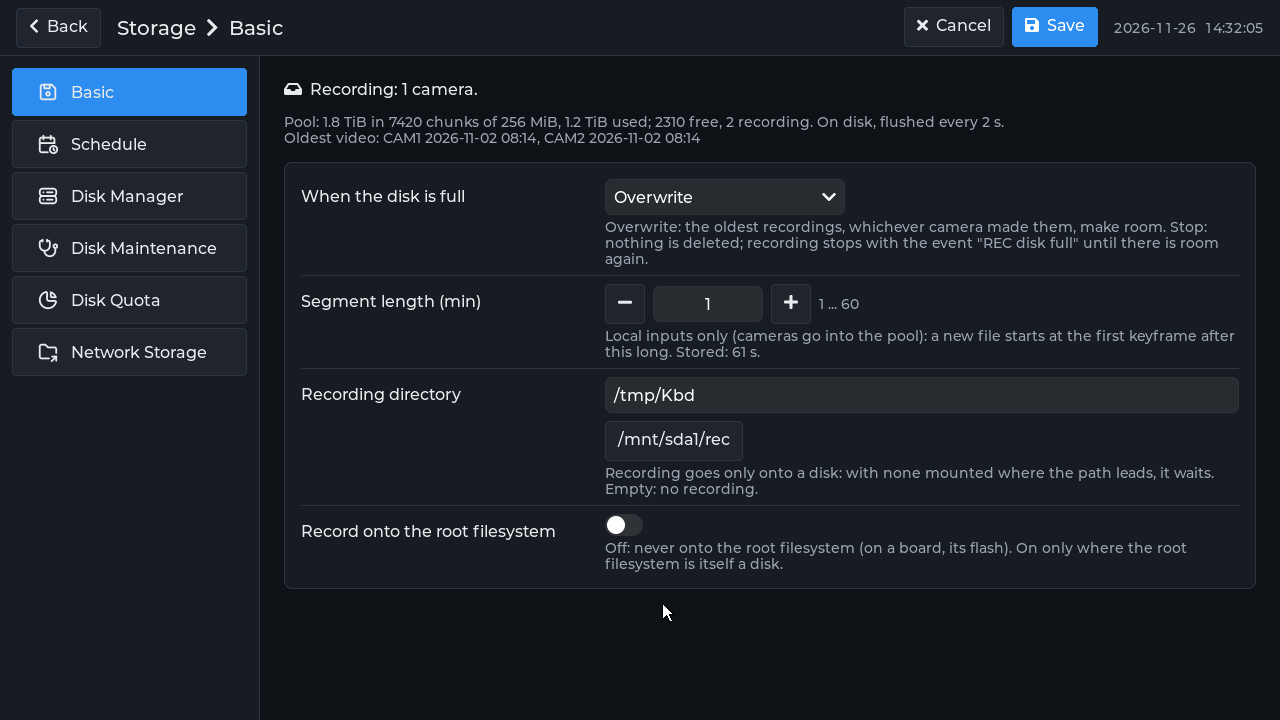 Back
Storage > Basic
Cancel
Save
2026-11-26 14:32:05
Basic
Schedule
Disk Manager
Disk Maintenance
Disk Quota
Network Storage
Recording: 1 camera.
Pool: 1.8 TiB in 7420 chunks of 256 MiB, 1.2 TiB used; 2310 free, 2 recording. On disk, flushed every 2 s.
Oldest video: CAM1 2026-11-02 08:14, CAM2 2026-11-02 08:14
When the disk is full
Overwrite
Overwrite: the oldest recordings, whichever camera made them, make room. Stop:
nothing is deleted; recording stops with the event "REC disk full" until there is room
again.
Segment length (min)
1
1 ... 60
Local inputs only (cameras go into the pool): a new file starts at the first keyframe after
this long. Stored: 61 s.
Recording directory
/tmp/Kbd
/mnt/sda1/rec
Recording goes only onto a disk: with none mounted where the path leads, it waits.
Empty: no recording.
Record onto the root filesystem
Off: never onto the root filesystem (on a board, its flash). On only where the root
filesystem is itself a disk.